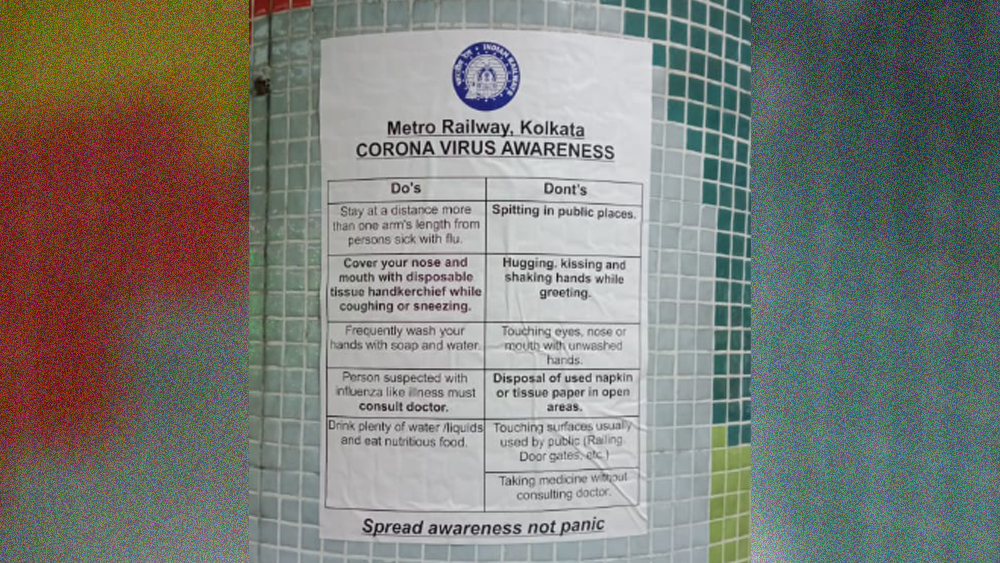 INDIAN RAILWAYS
Metro Railway, Kolkata
CORONA VIRUS AWARENESS
Do's
Dont's
Stay at a distance more
than one arm's length from
persons sick with flu.
Spitting in public places.
Cover your nose and
mouth with disposable
tissue handkerchief while
coughing or sneezing.
Hugging, kissing and
shaking hands while
greeting.
Frequently wash your
hands with soap and water.
Touching eyes, nose or
mouth with unwashed
hands.
Person suspected with
influenza like illness must
consult doctor.
Disposal of used napkin
or tissue paper in open
areas.
Drink plenty of water /liquids
and eat nutritious food.
Touching surfaces usually
used by public (Railing
Door gates, etc.)
Taking medicine without
consulting doctor.
Spread awareness not panic